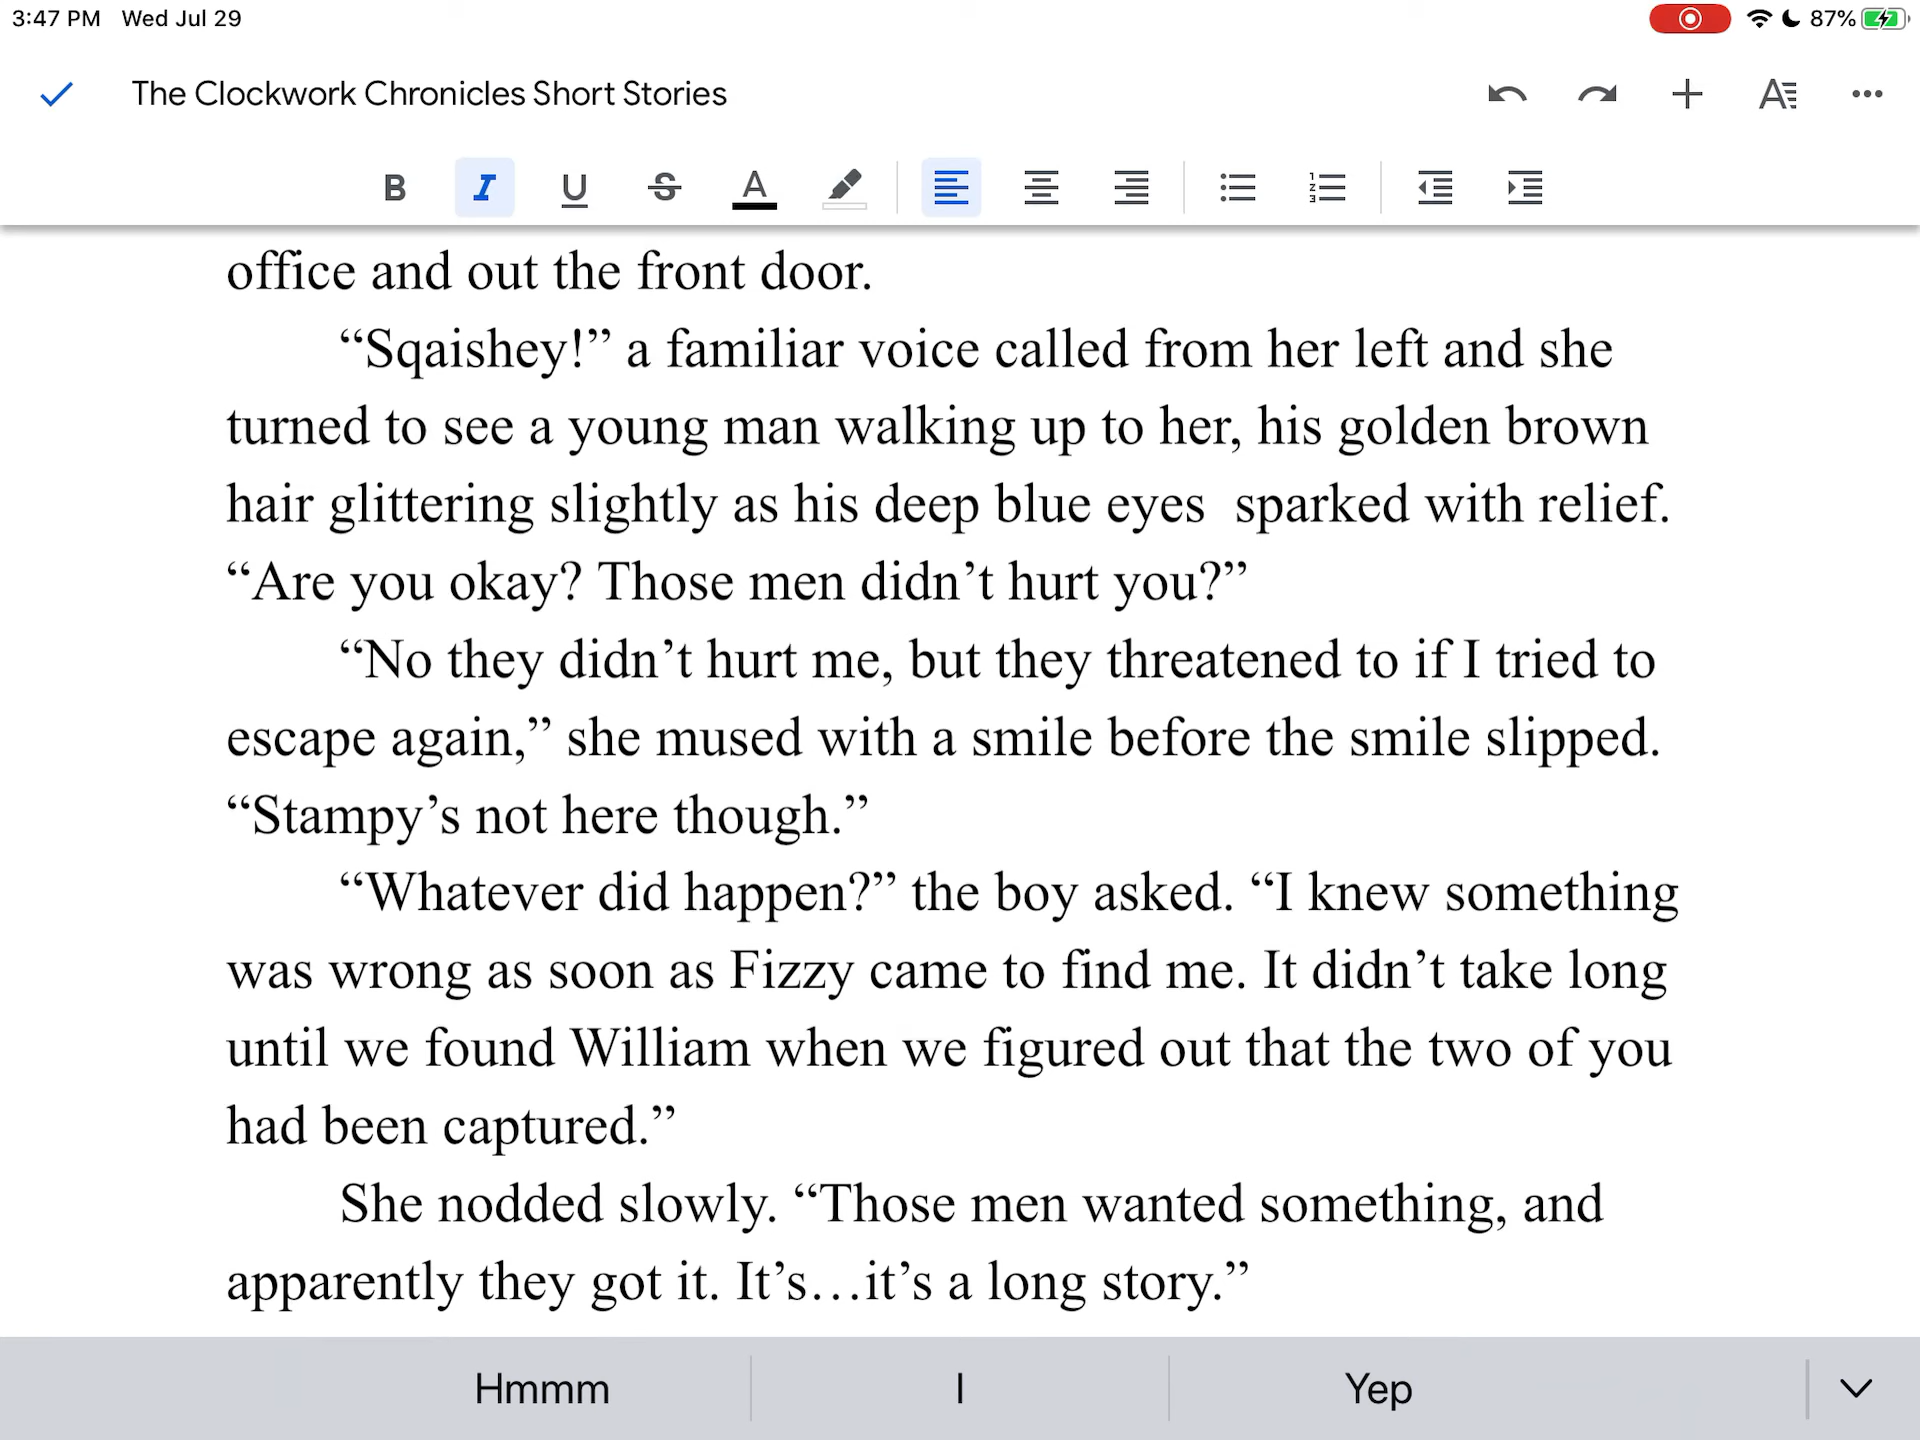 3:47 PM Wed Jul 29 87%
The Clockwork Chronicles Short Stories
B I U S A
office and out the front door.
“Sqaishey!” a familiar voice called from her left and she
turned to see a young man walking up to her, his golden brown
hair glittering slightly as his deep blue eyes  sparked with relief.
“Are you okay? Those men didn’t hurt you?”
“No they didn’t hurt me, but they threatened to if I tried to
escape again,” she mused with a smile before the smile slipped.
“Stampy’s not here though.”
“Whatever did happen?” the boy asked. “I knew something
was wrong as soon as Fizzy came to find me. It didn’t take long
until we found William when we figured out that the two of you
had been captured.”
She nodded slowly. “Those men wanted something, and
apparently they got it. It’s…it’s a long story.”
Hmmm I Yep